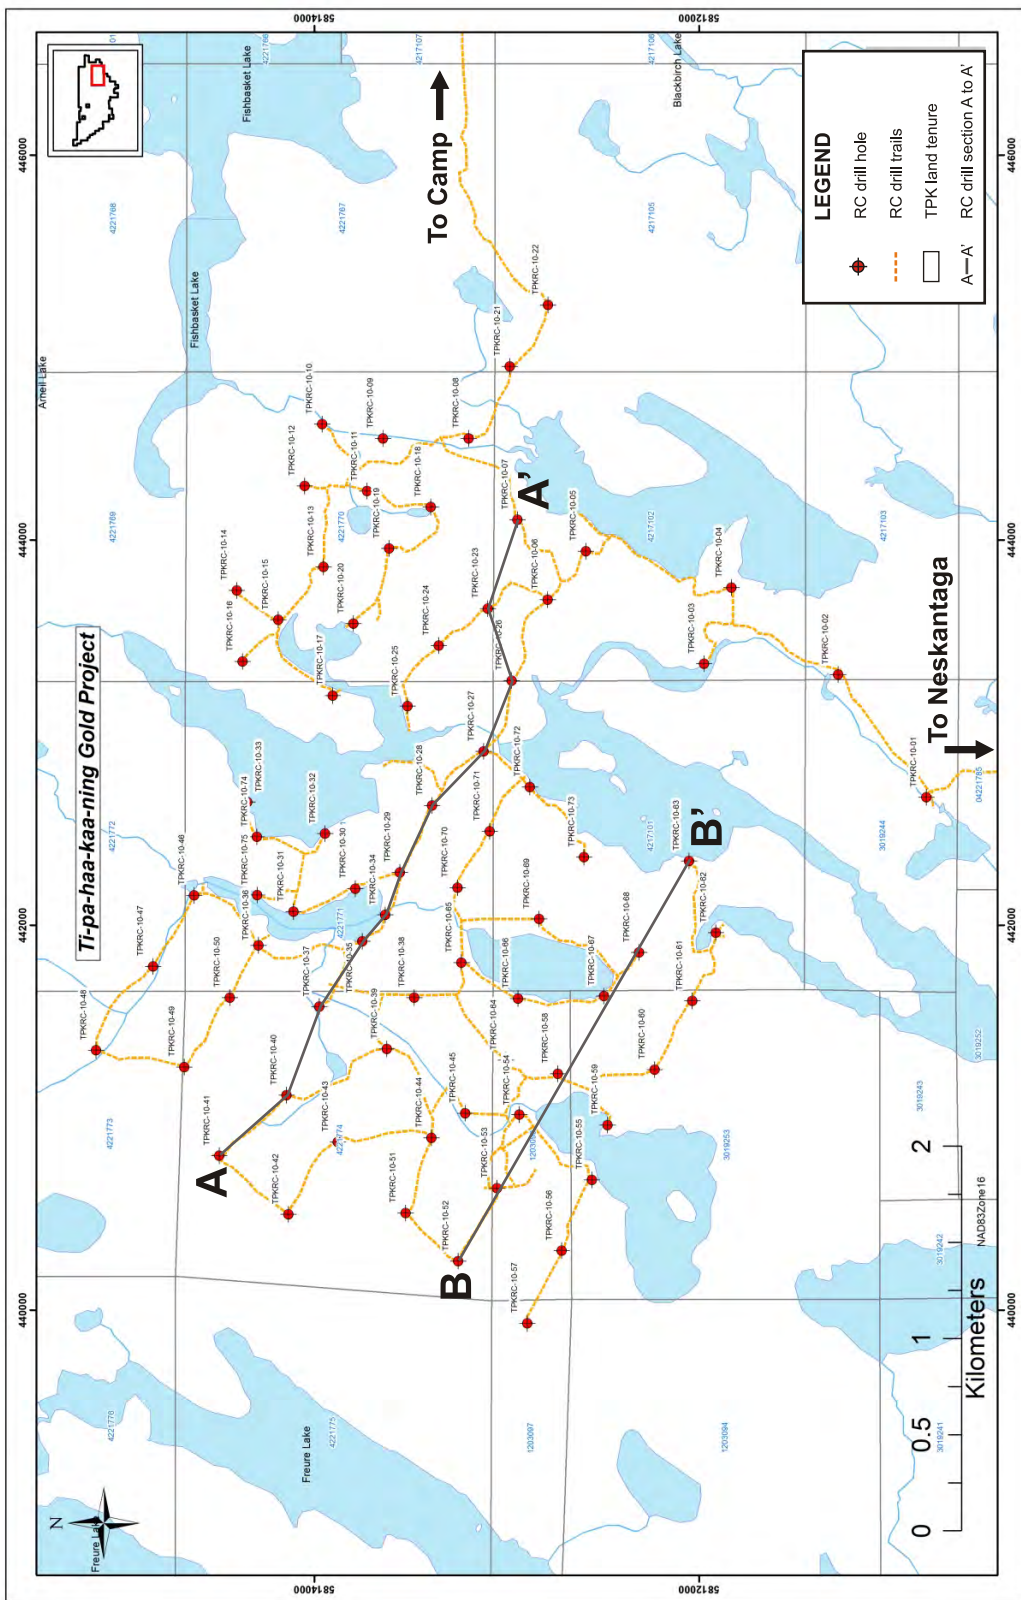 Ti-pa-haa-kaa-ning Gold Project
N
Freure Lake
Freure Lake
Fishbasket Lake
Fishbasket Lake
Arnell Lake
Blackbirch Lake
To Camp
To Neskantaga
A
A'
B
B'
LEGEND
RC drill hole
RC drill trails
TPK land tenure
A—A' RC drill section A to A'
0 0.5 1 2
Kilometers
NAD83Zone16
440000
442000
444000
446000
440000
442000
444000
446000
5814000
5812000
5814000
5812000
4221776
4221775
4221773
4221772
4221769
4221768
4221766
4221774
4221771
4221770
4221767
4217107
4217106
4217105
4217102
4217103
4217101
04221785
3019244
3019252
3019243
3019253
3019242
3019241
1203097
1203094
TPKRC-10-01
TPKRC-10-02
TPKRC-10-03
TPKRC-10-04
TPKRC-10-05
TPKRC-10-06
TPKRC-10-07
TPKRC-10-08
TPKRC-10-09
TPKRC-10-10
TPKRC-10-11
TPKRC-10-12
TPKRC-10-13
TPKRC-10-14
TPKRC-10-15
TPKRC-10-16
TPKRC-10-17
TPKRC-10-18
TPKRC-10-19
TPKRC-10-20
TPKRC-10-21
TPKRC-10-22
TPKRC-10-23
TPKRC-10-24
TPKRC-10-25
TPKRC-10-26
TPKRC-10-27
TPKRC-10-28
TPKRC-10-29
TPKRC-10-30
TPKRC-10-31
TPKRC-10-32
TPKRC-10-33
TPKRC-10-34
TPKRC-10-35
TPKRC-10-36
TPKRC-10-37
TPKRC-10-38
TPKRC-10-39
TPKRC-10-40
TPKRC-10-41
TPKRC-10-42
TPKRC-10-43
TPKRC-10-44
TPKRC-10-45
TPKRC-10-46
TPKRC-10-47
TPKRC-10-48
TPKRC-10-49
TPKRC-10-50
TPKRC-10-51
TPKRC-10-52
TPKRC-10-53
TPKRC-10-54
TPKRC-10-55
TPKRC-10-56
TPKRC-10-57
TPKRC-10-58
TPKRC-10-59
TPKRC-10-60
TPKRC-10-61
TPKRC-10-62
TPKRC-10-63
TPKRC-10-64
TPKRC-10-65
TPKRC-10-66
TPKRC-10-67
TPKRC-10-68
TPKRC-10-69
TPKRC-10-70
TPKRC-10-71
TPKRC-10-72
TPKRC-10-73
TPKRC-10-74
TPKRC-10-75